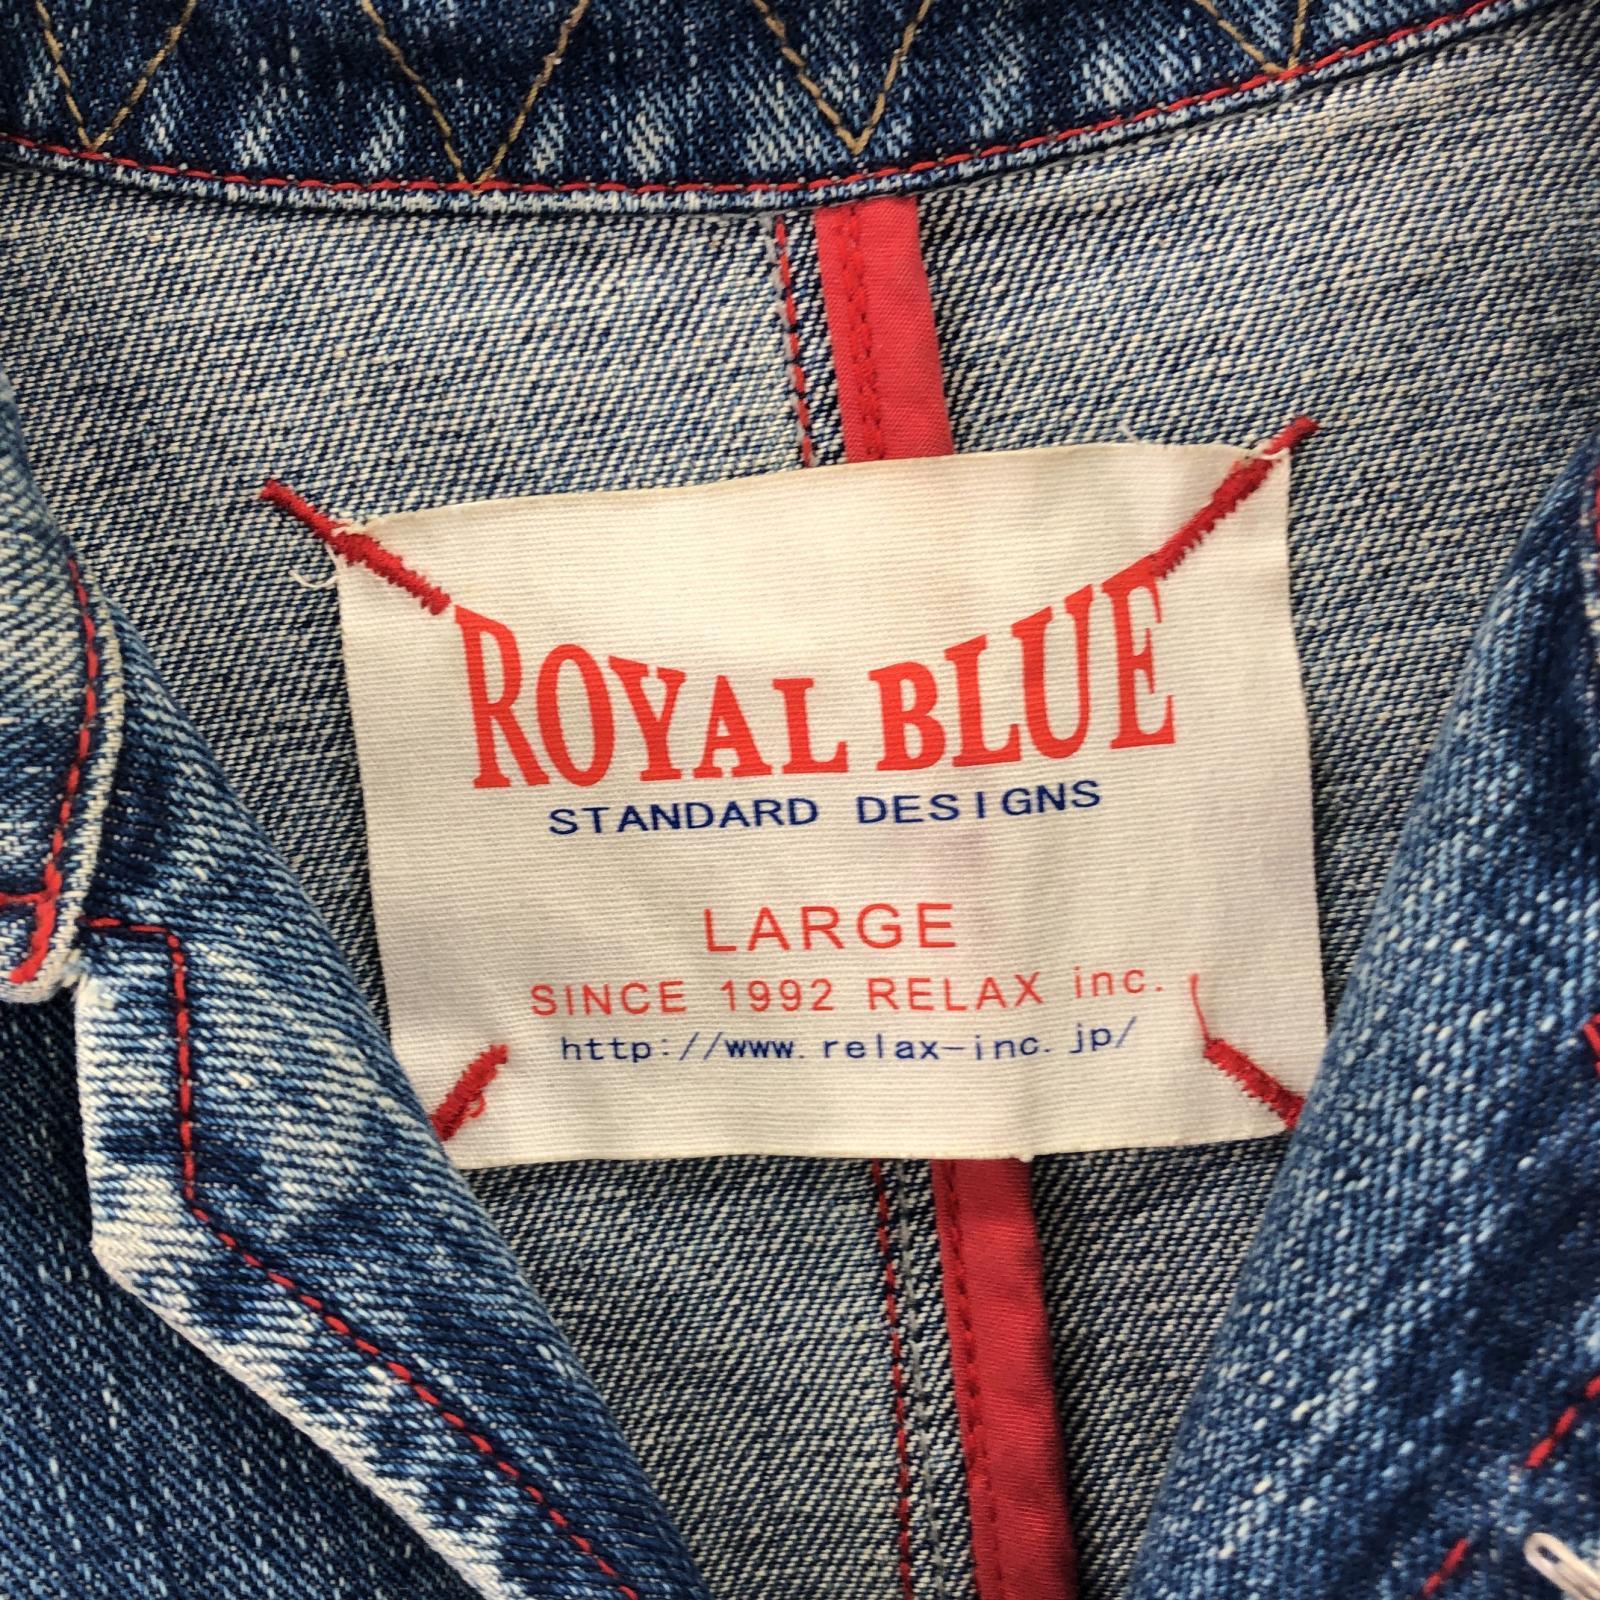 ROYAL BLUE
STANDARD DESIGNS
LARGE
SINCE 1992 RELAX inc.
http://www.relax-inc.jp/